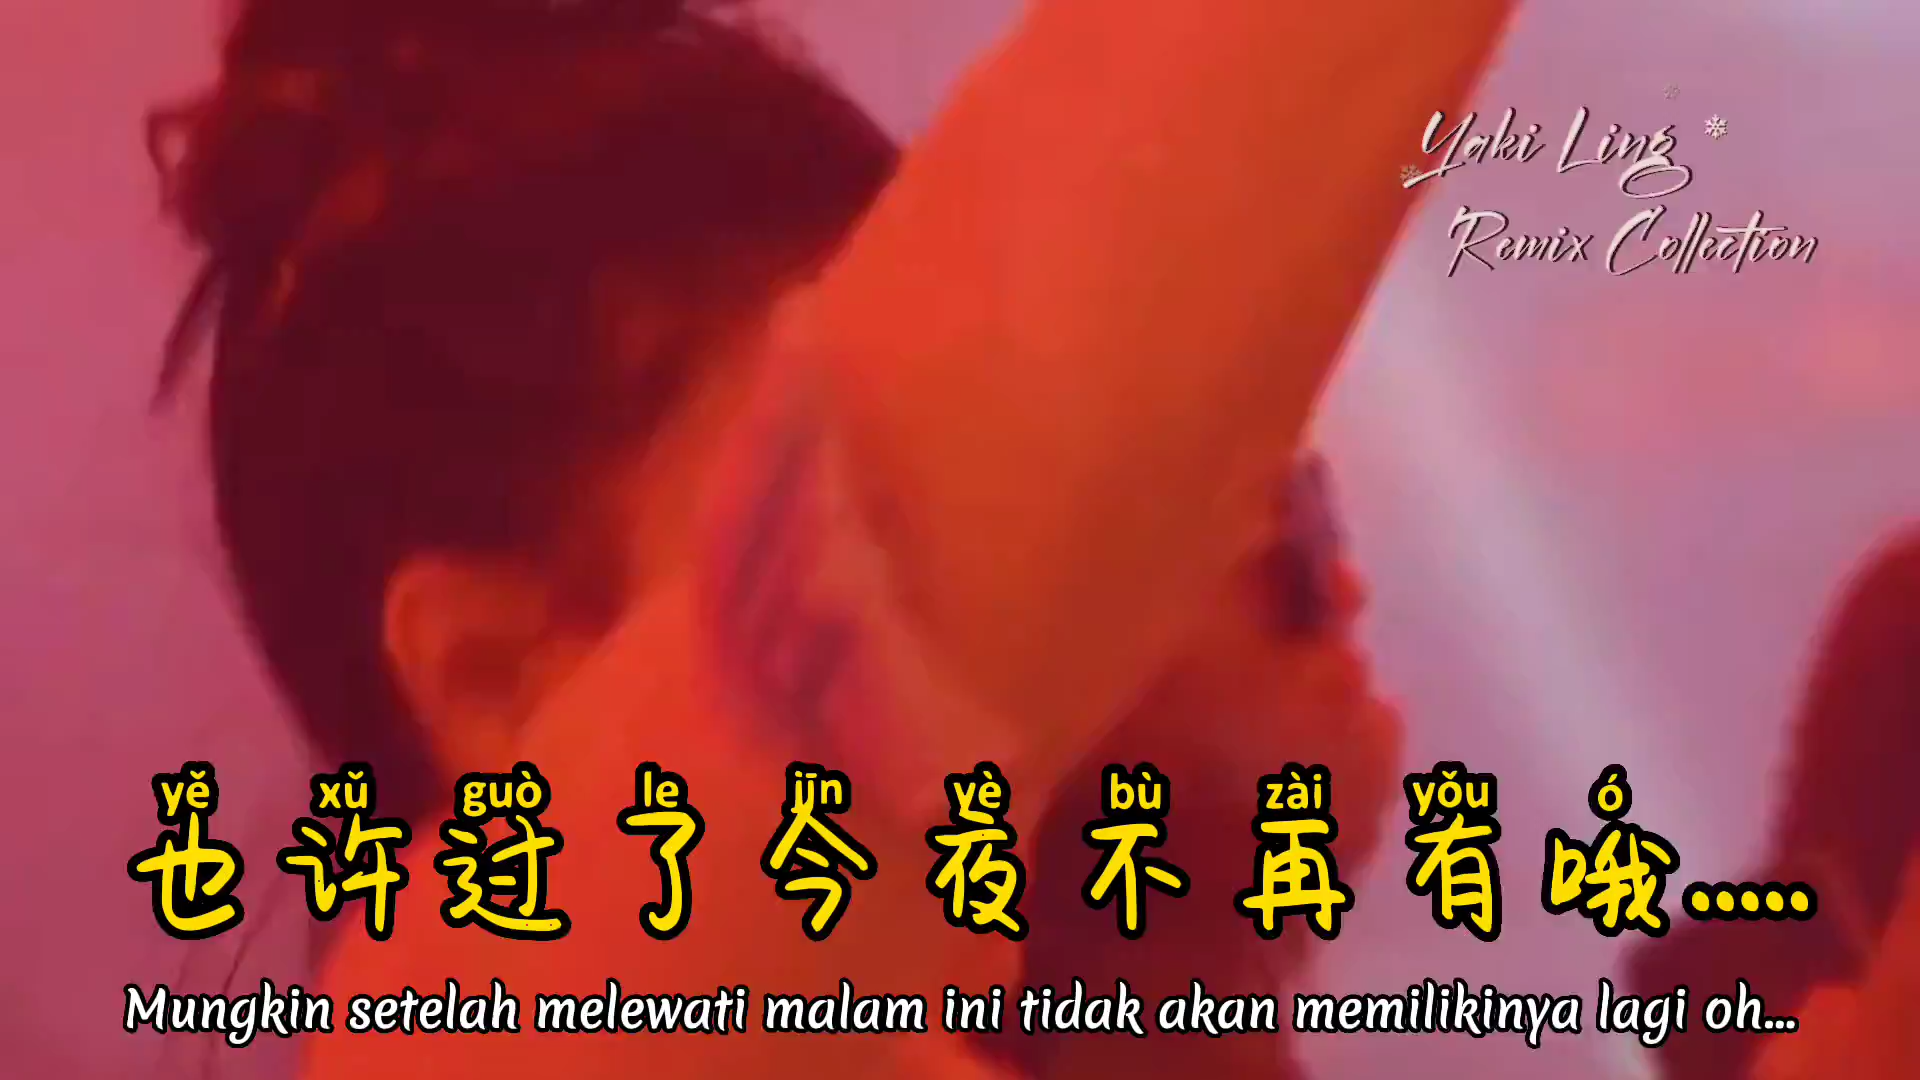 Yaki Ling
Remix Collection
yě xǔ guò le jīn yè bù zài yǒu ó
也许过了今夜不再有哦.....
Mungkin setelah melewati malam ini tidak akan memilikinya lagi oh...